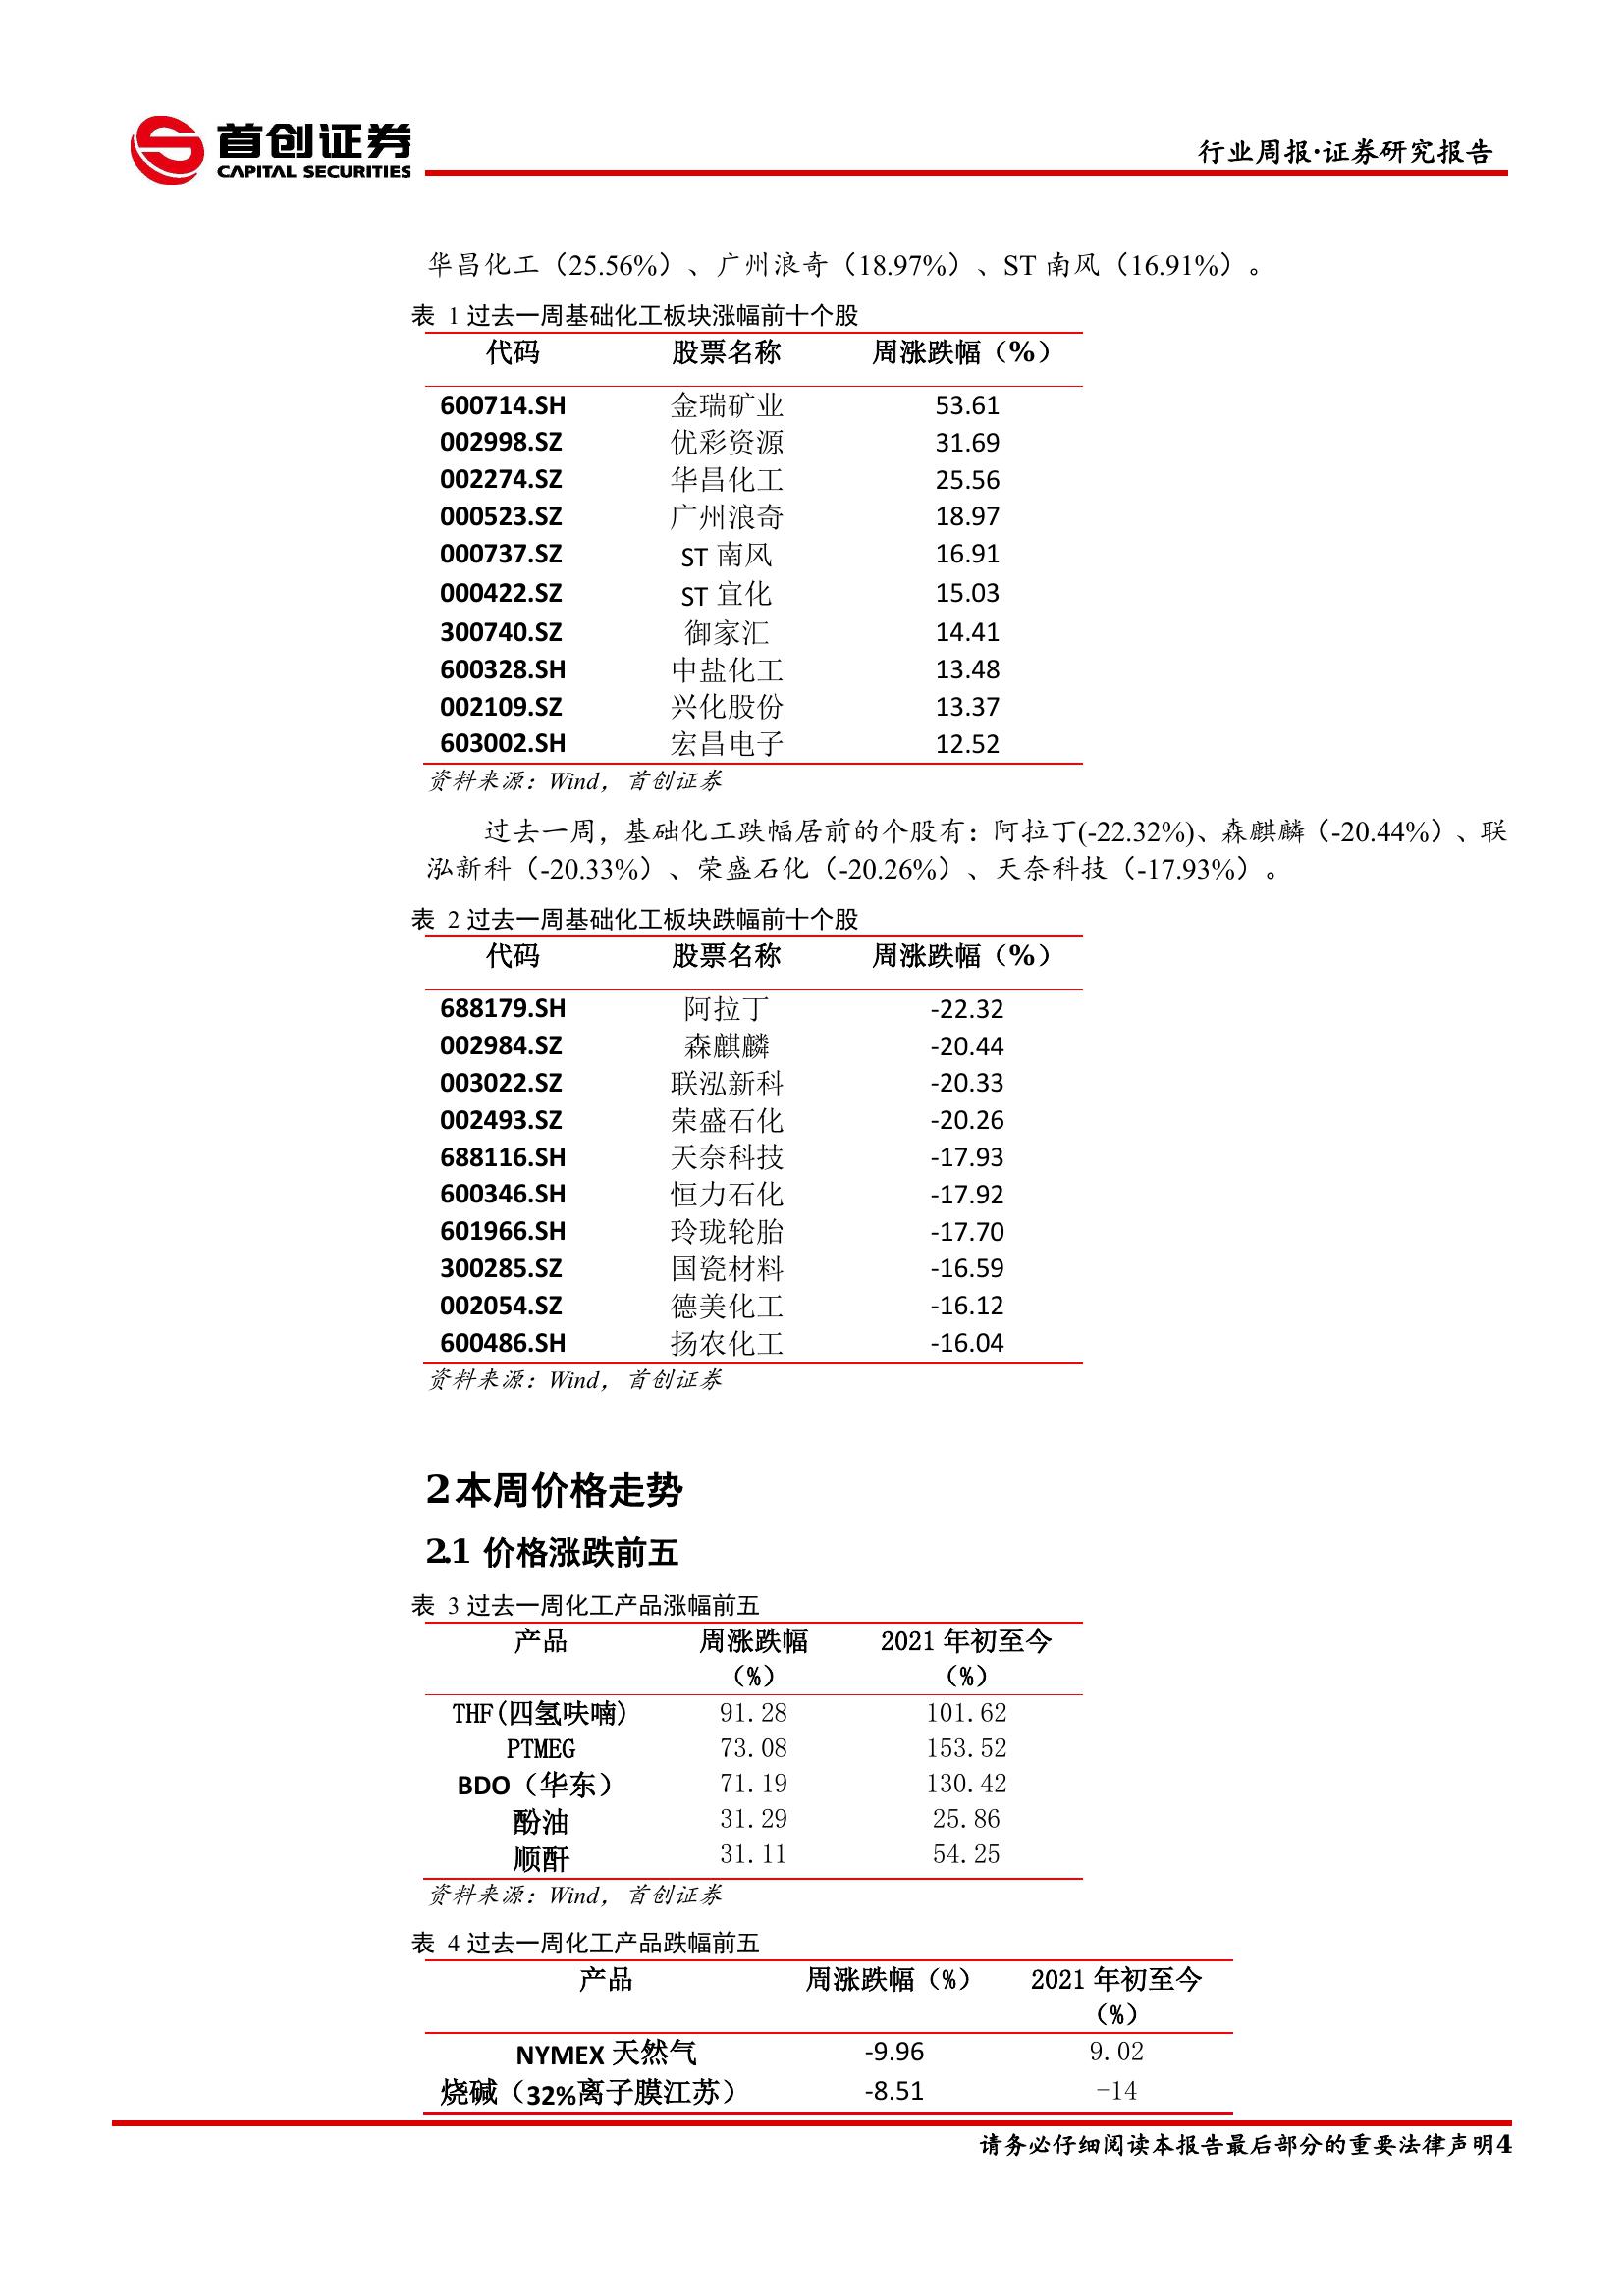 首创证券
CAPITAL SECURITIES
行业周报·证券研究报告
华昌化工（25.56%）、广州浪奇（18.97%）、ST 南风（16.91%）。
表 1 过去一周基础化工板块涨幅前十个股
代码 股票名称 周涨跌幅（%）
600714.SH 金瑞矿业 53.61
002998.SZ 优彩资源 31.69
002274.SZ 华昌化工 25.56
000523.SZ 广州浪奇 18.97
000737.SZ ST 南风 16.91
000422.SZ ST 宜化 15.03
300740.SZ 御家汇 14.41
600328.SH 中盐化工 13.48
002109.SZ 兴化股份 13.37
603002.SH 宏昌电子 12.52
资料来源：Wind，首创证券
过去一周，基础化工跌幅居前的个股有：阿拉丁(-22.32%)、森麒麟（-20.44%）、联
泓新科（-20.33%）、荣盛石化（-20.26%）、天奈科技（-17.93%）。
表 2 过去一周基础化工板块跌幅前十个股
代码 股票名称 周涨跌幅（%）
688179.SH 阿拉丁 -22.32
002984.SZ 森麒麟 -20.44
003022.SZ 联泓新科 -20.33
002493.SZ 荣盛石化 -20.26
688116.SH 天奈科技 -17.93
600346.SH 恒力石化 -17.92
601966.SH 玲珑轮胎 -17.70
300285.SZ 国瓷材料 -16.59
002054.SZ 德美化工 -16.12
600486.SH 扬农化工 -16.04
资料来源：Wind，首创证券
2 本周价格走势
2.1 价格涨跌前五
表 3 过去一周化工产品涨幅前五
产品 周涨跌幅 2021 年初至今
（%） （%）
THF(四氢呋喃) 91.28 101.62
PTMEG 73.08 153.52
BDO（华东） 71.19 130.42
酚油 31.29 25.86
顺酐 31.11 54.25
资料来源：Wind，首创证券
表 4 过去一周化工产品跌幅前五
产品 周涨跌幅（%） 2021 年初至今
（%）
NYMEX 天然气 -9.96 9.02
烧碱（32%离子膜江苏） -8.51 -14
请务必仔细阅读本报告最后部分的重要法律声明4